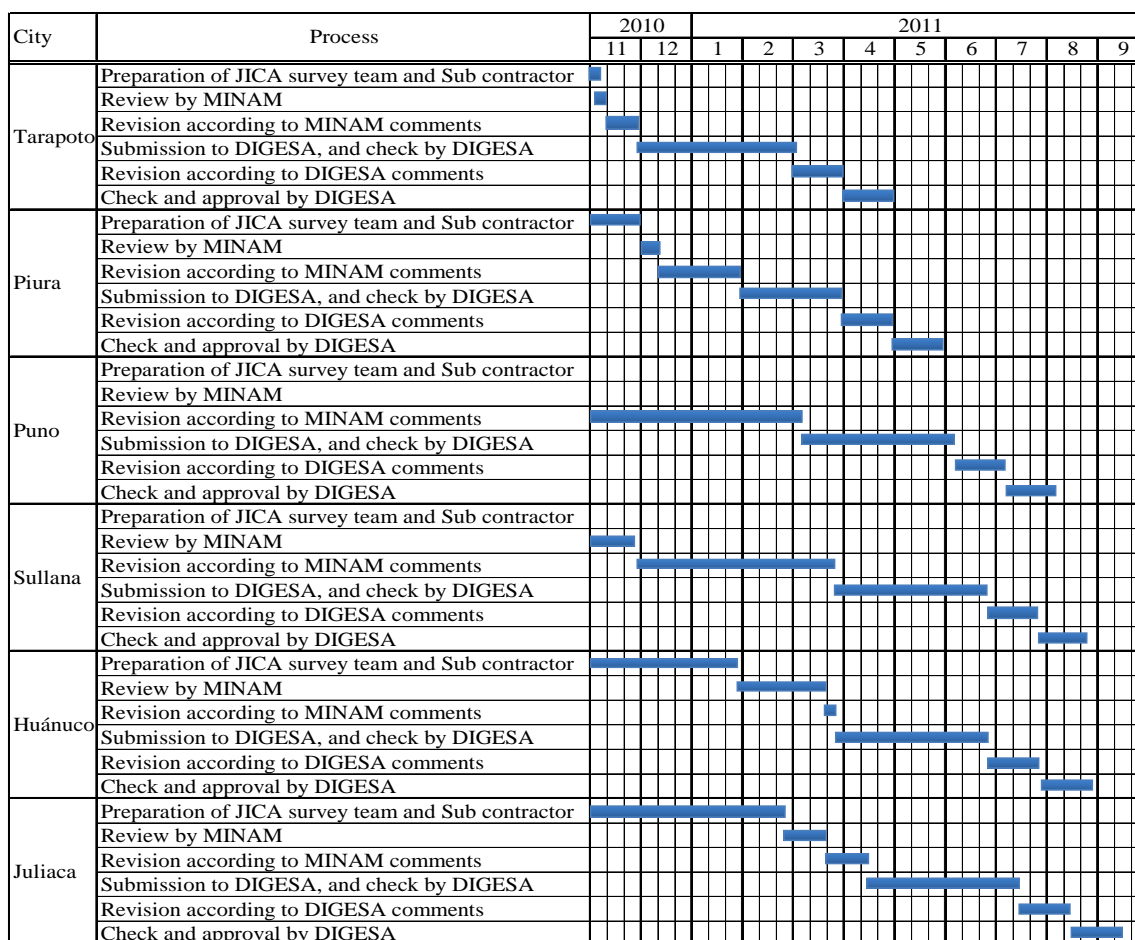 City Process 2010 2011
11 12 1 2 3 4 5 6 7 8 9
Tarapoto
Preparation of JICA survey team and Sub contractor
Review by MINAM
Revision according to MINAM comments
Submission to DIGESA, and check by DIGESA
Revision according to DIGESA comments
Check and approval by DIGESA
Piura
Preparation of JICA survey team and Sub contractor
Review by MINAM
Revision according to MINAM comments
Submission to DIGESA, and check by DIGESA
Revision according to DIGESA comments
Check and approval by DIGESA
Puno
Preparation of JICA survey team and Sub contractor
Review by MINAM
Revision according to MINAM comments
Submission to DIGESA, and check by DIGESA
Revision according to DIGESA comments
Check and approval by DIGESA
Sullana
Preparation of JICA survey team and Sub contractor
Review by MINAM
Revision according to MINAM comments
Submission to DIGESA, and check by DIGESA
Revision according to DIGESA comments
Check and approval by DIGESA
Huánuco
Preparation of JICA survey team and Sub contractor
Review by MINAM
Revision according to MINAM comments
Submission to DIGESA, and check by DIGESA
Revision according to DIGESA comments
Check and approval by DIGESA
Juliaca
Preparation of JICA survey team and Sub contractor
Review by MINAM
Revision according to MINAM comments
Submission to DIGESA, and check by DIGESA
Revision according to DIGESA comments
Check and approval by DIGESA